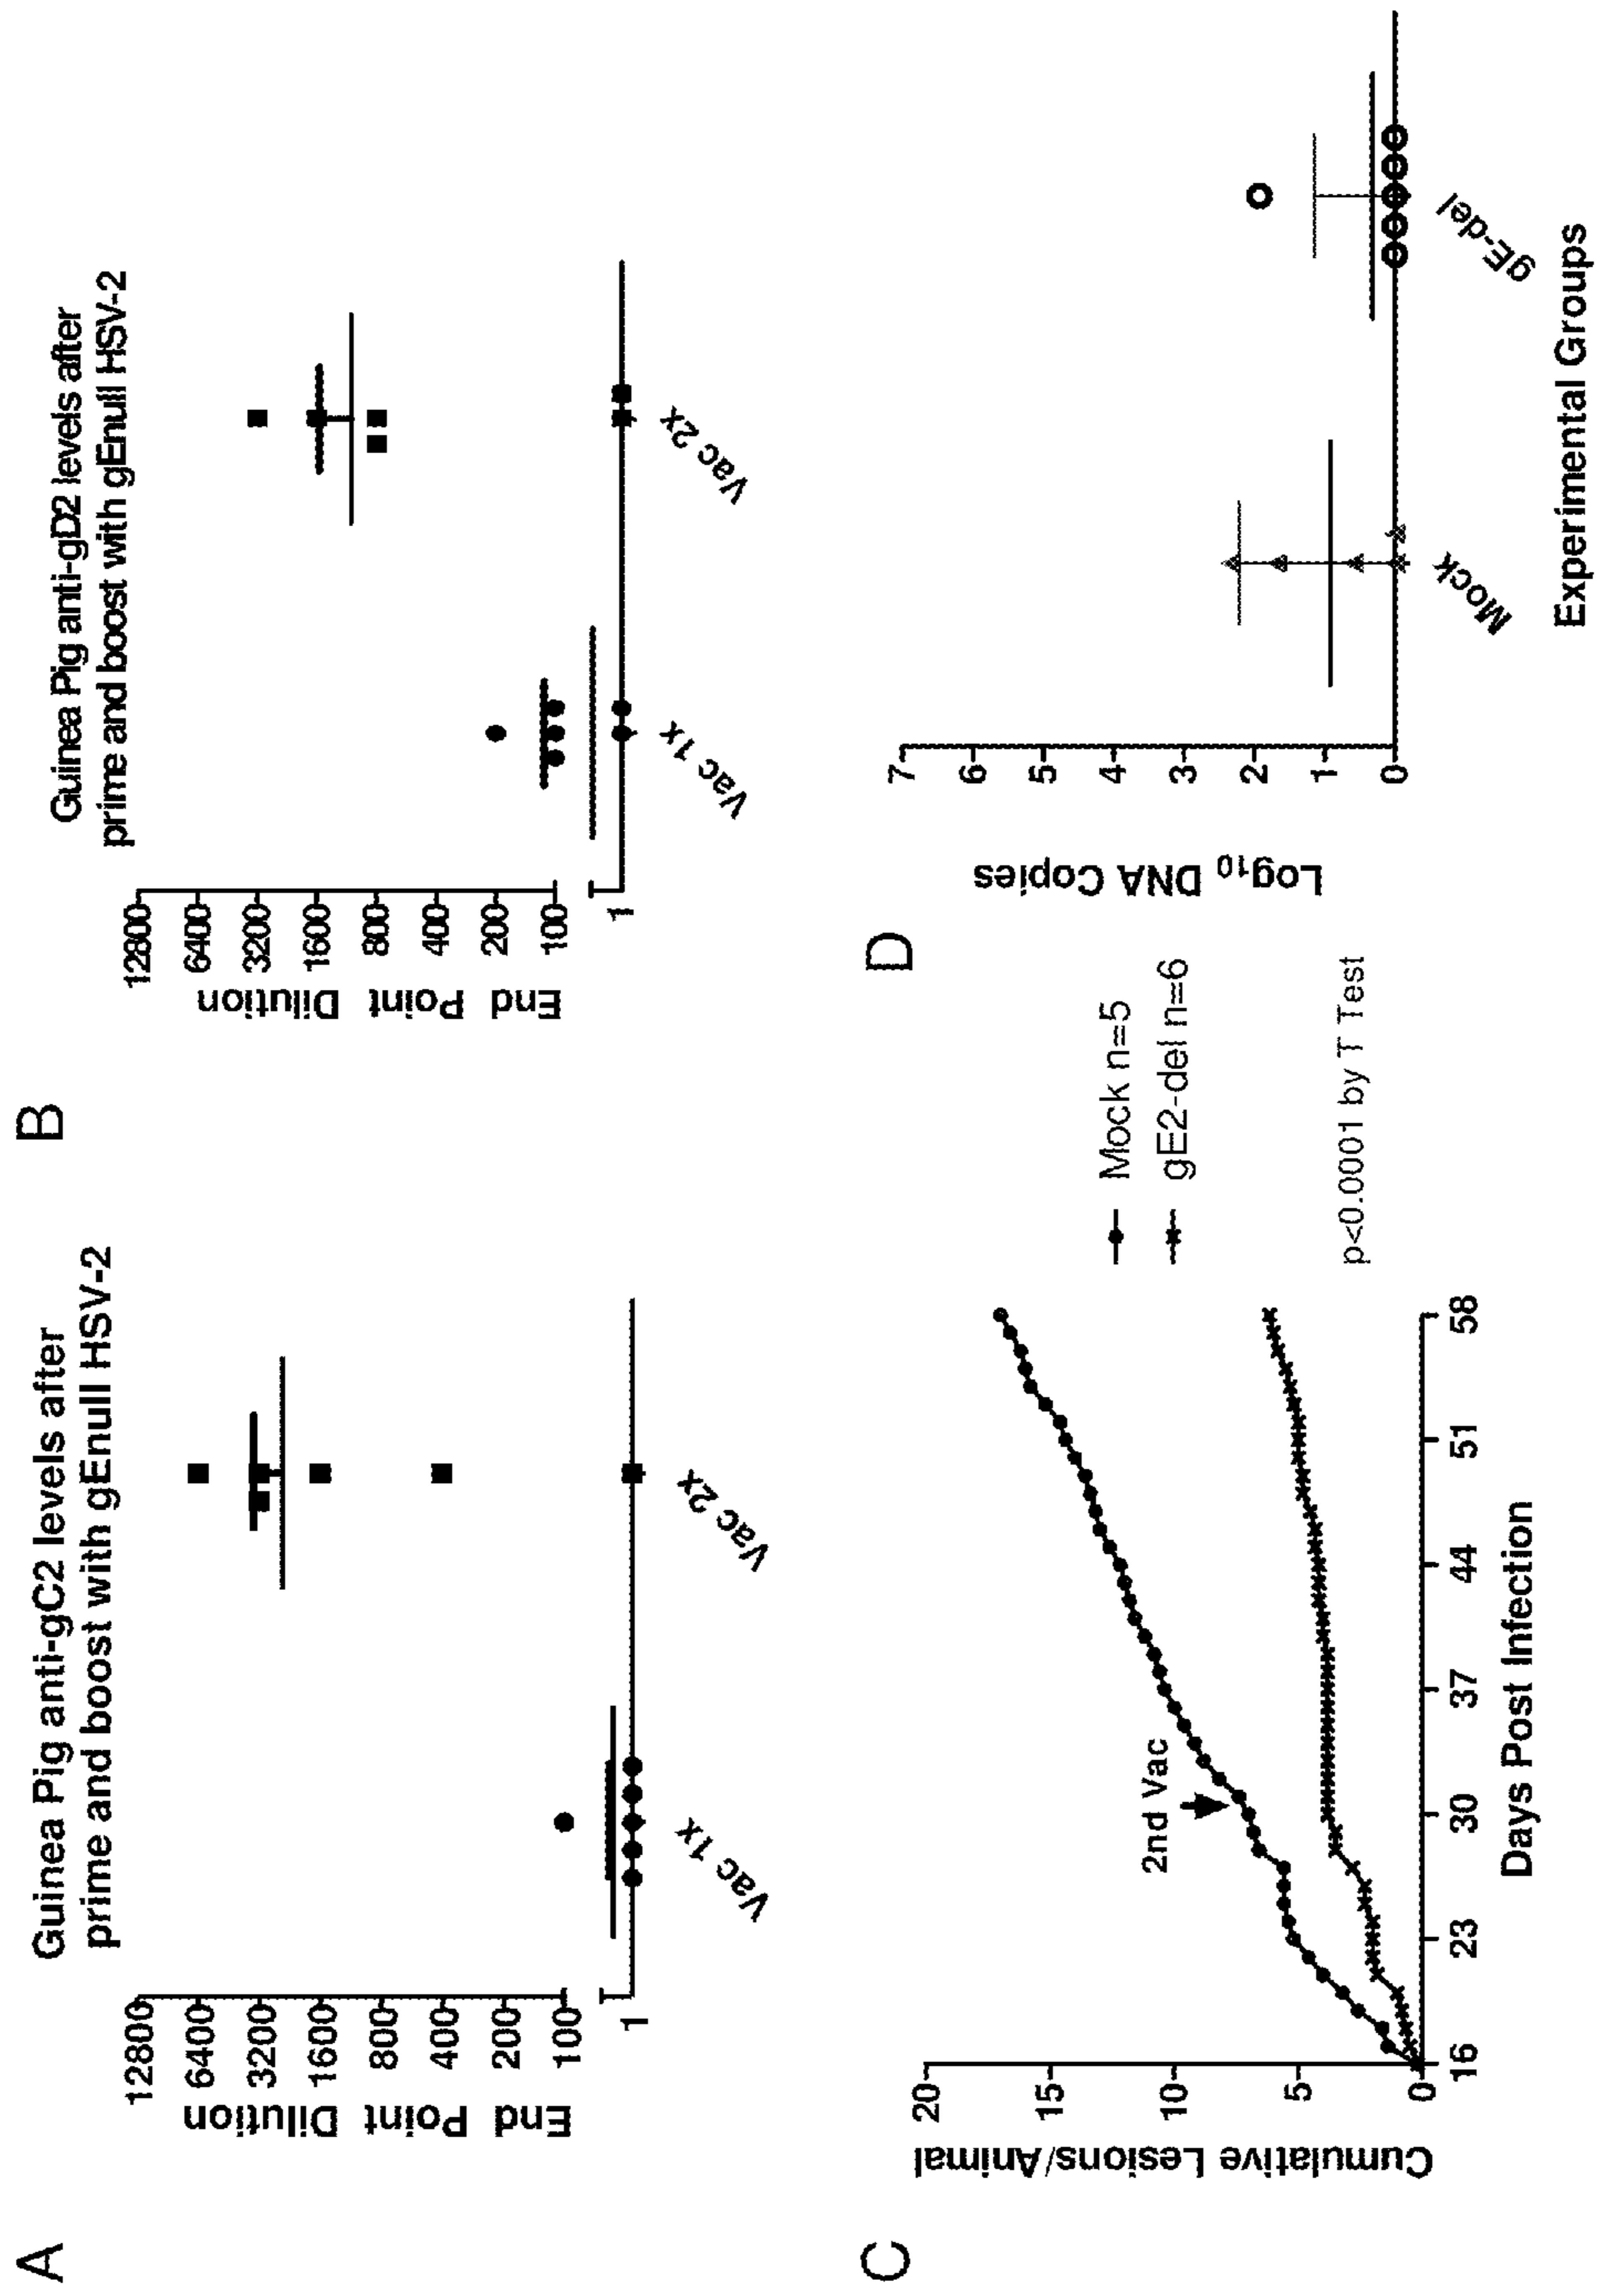 A
Guinea Pig anti-gC2 levels after
prime and boost with gEnull HSV-2
End Point Dilution
12800
6400
3200
1600
800
400
200
100
1
Vac 1x
Vac 2x
B
Guinea Pig anti-gD2 levels after
prime and boost with gEnull HSV-2
End Point Dilution
12800
6400
3200
1600
800
400
200
100
1
Vac 1x
Vac 2x
C
Cumulative Lesions/Animal
20
15
10
5
0
2nd Vac
16
23
30
37
44
51
58
Days Post Infection
Mock n=5
gE2-del n=6
p<0.0001 by T Test
D
Log10 DNA Copies
7
6
5
4
3
2
1
0
Mock
gE-del
Experimental Groups